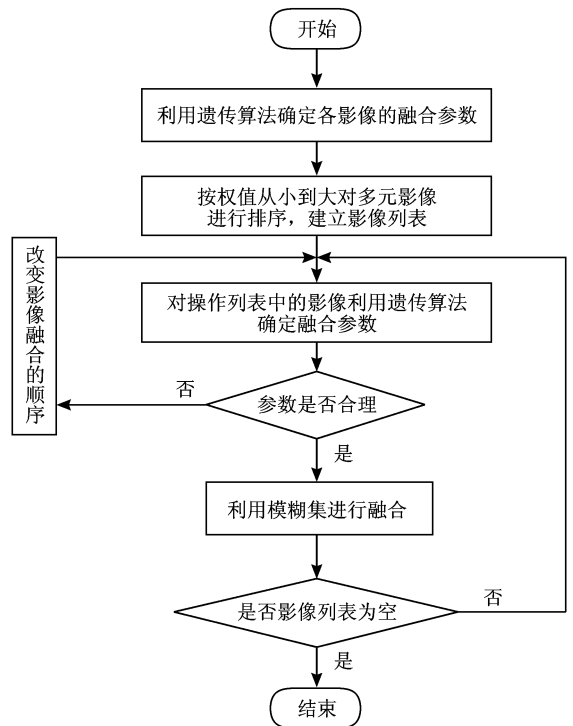 开始
利用遗传算法确定各影像的融合参数
按权值从小到大对多元影像
进行排序，建立影像列表
改变影像融合的顺序
对操作列表中的影像利用遗传算法
确定融合参数
否
参数是否合理
是
利用模糊集进行融合
是否影像列表为空
否
是
结束